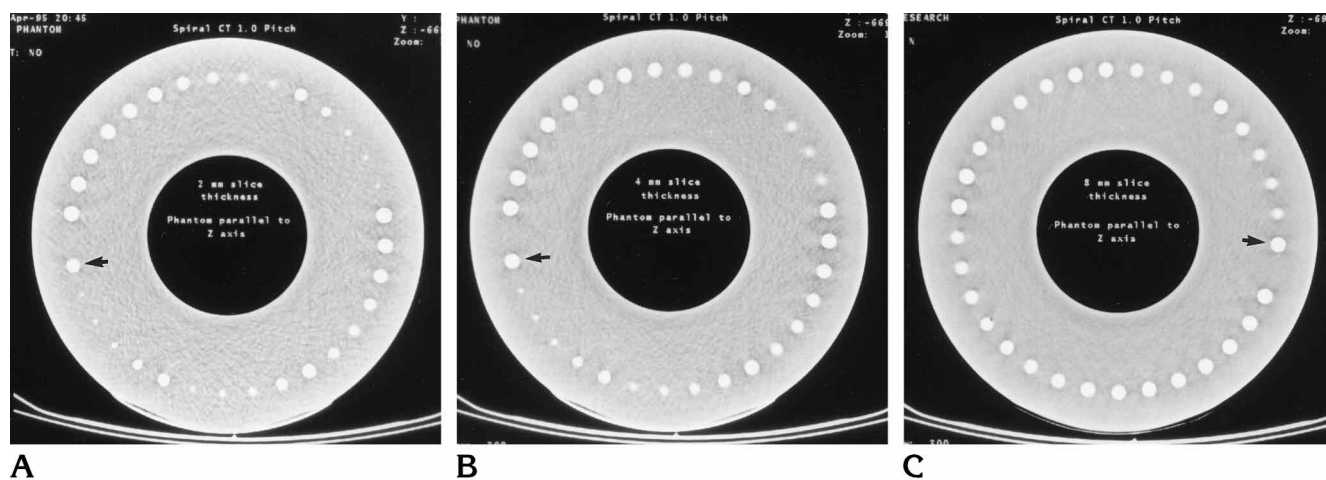 Apr-95 20:45
PHANTOM
T: NO
Spiral CT 1.0 Pitch
Y :
Z :-66
Zoom:
2 mm slice
thickness
Phantom parallel to
Z axis
A
PHANTOM
NO
Spiral CT 1.0 Pitch
Z :-669
Zoom: 1
4 mm slice
thickness
Phantom parallel to
Z axis
B
ESEARCH
N
Spiral CT 1.0 Pitch
Z :-69
Zoom:
8 mm slice
thickness
Phantom parallel to
Z axis
300
C